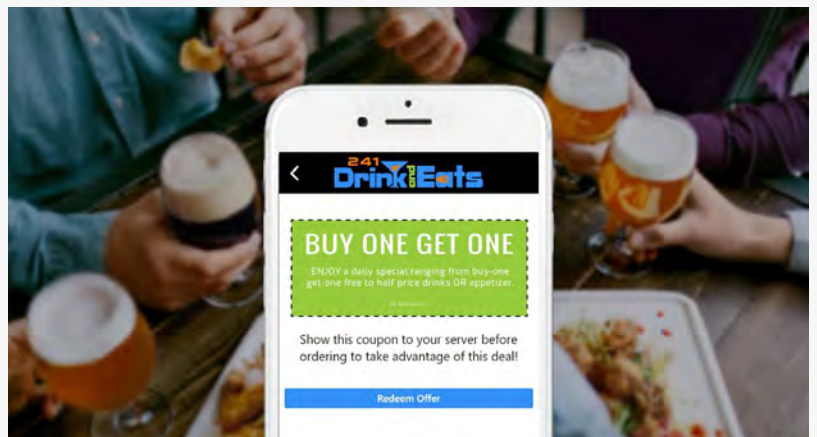 241
Drink and Eats
BUY ONE GET ONE
ENJOY a daily special ranging from buy-one
get-one free to half price drinks OR appetizer.
Show this coupon to your server before
ordering to take advantage of this deal!
Redeem Offer